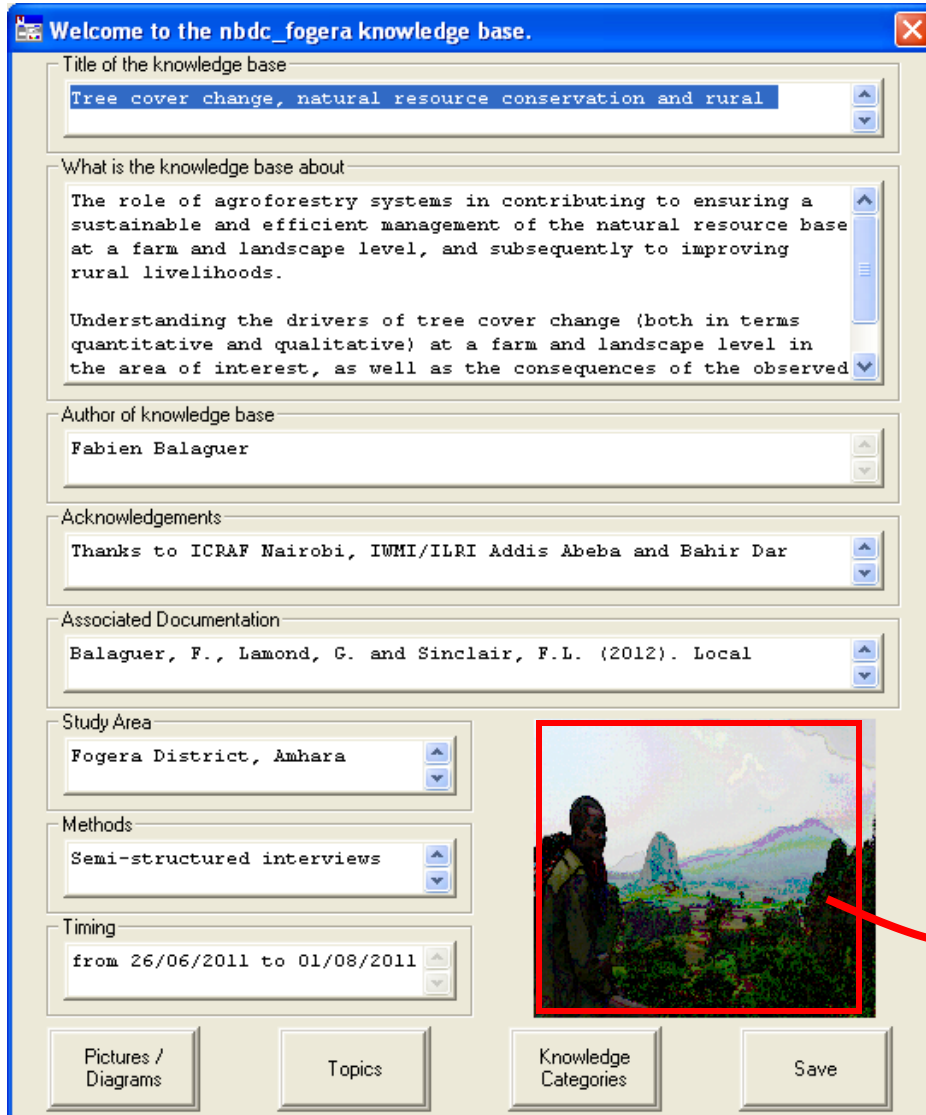 Welcome to the nbdc_fogera knowledge base.
Title of the knowledge base
Tree cover change, natural resource conservation and rural
What is the knowledge base about
The role of agroforestry systems in contributing to ensuring a
sustainable and efficient management of the natural resource base
at a farm and landscape level, and subsequently to improving
rural livelihoods.
Understanding the drivers of tree cover change (both in terms
quantitative and qualitative) at a farm and landscape level in
the area of interest, as well as the consequences of the observed
Author of knowledge base
Fabien Balaguer
Acknowledgements
Thanks to ICRAF Nairobi, IWMI/ILRI Addis Abeba and Bahir Dar
Associated Documentation
Balaguer, F., Lamond, G. and Sinclair, F.L. (2012). Local
Study Area
Fogera District, Amhara
Methods
Semi-structured interviews
Timing
from 26/06/2011 to 01/08/2011
Pictures /
Diagrams
Topics
Knowledge
Categories
Save